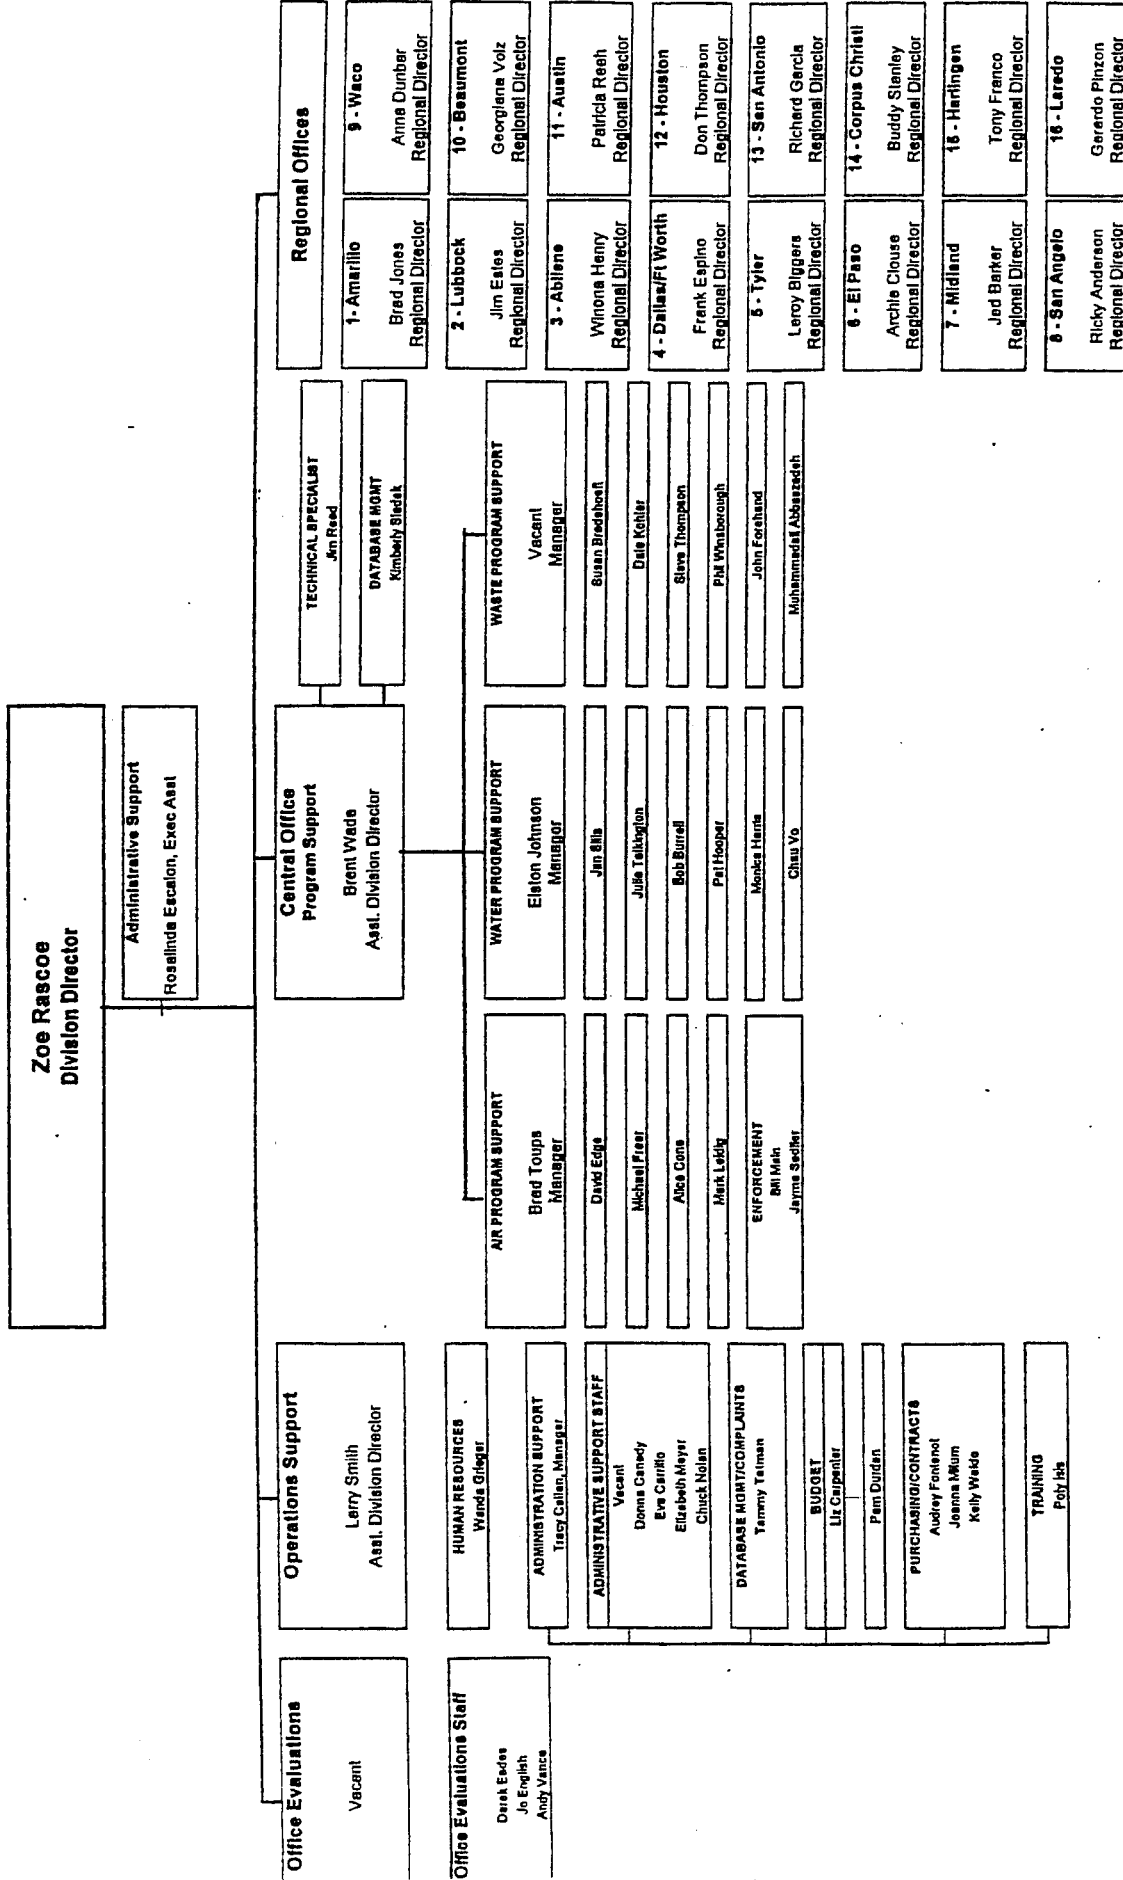 Zoe Rascoe
Division Director
Administrative Support
Rosalinda Escalon, Exec Asst
Office Evaluations
Vacant
Office Evaluations Staff
Derek Eades
Jo English
Andy Vance
Operations Support
Larry Smith
Asst. Division Director
HUMAN RESOURCES
Wanda Grieger
ADMINISTRATION SUPPORT
Tracy Callen, Manager
ADMINISTRATIVE SUPPORT STAFF
Vacant
Donna Canedy
Eva Carrillo
Elizabeth Meyer
Chuck Nolan
DATABASE MGMT/COMPLAINTS
Tammy Tatman
BUDGET
Liz Carpenter
Pam Durdan
PURCHASING/CONTRACTS
Audrey Fontenot
Joanna Milum
Kelly Waldo
TRAINING
Poly
Central Office
Program Support
Brent Wade
Asst. Division Director
TECHNICAL SPECIALIST
Jim Reed
DATABASE MGMT
Kimberly Sladek
AIR PROGRAM SUPPORT
Brad Toups
Manager
David Edge
Michael
Alice Cone
Mark Leidig
ENFORCEMENT
Bill Main
Jayme Sadlier
WATER PROGRAM SUPPORT
Elston Johnson
Manager
Jan Sills
Julie Talkington
Bob Burrell
Pat Hooper
Monica Harris
Chau Vo
WASTE PROGRAM SUPPORT
Vacant
Manager
Susan Bredehoeft
Dale Kohler
Steve Thompson
Phil Winsborough
John Forehand
Muhammadali Abbaszadeh
Regional Offices
1- Amarillo
Brad Jones
Regional Director
2 - Lubbock
Jim Estes
Regional Director
3 - Abilene
Winona Henry
Regional Director
4 - Dallas/Ft Worth
Frank Espino
Regional Director
5 - Tyler
Leroy Biggers
Regional Director
6 - El Paso
Archie Clouse
Regional Director
7 - Midland
Jed Barker
Regional Director
8 - San Angelo
Ricky Anderson
Regional Director
9 - Waco
Anna Dunbar
Regional Director
10 - Beaumont
Georgiana Volz
Regional Director
11 - Austin
Patricia Reeh
Regional Director
12 - Houston
Don Thompson
Regional Director
13 - San Antonio
Richard Garcia
Regional Director
14 - Corpus Christi
Buddy Stanley
Regional Director
15 - Harlingen
Tony Franco
Regional Director
16 - Laredo
Gerardo Pinzon
Regional Director